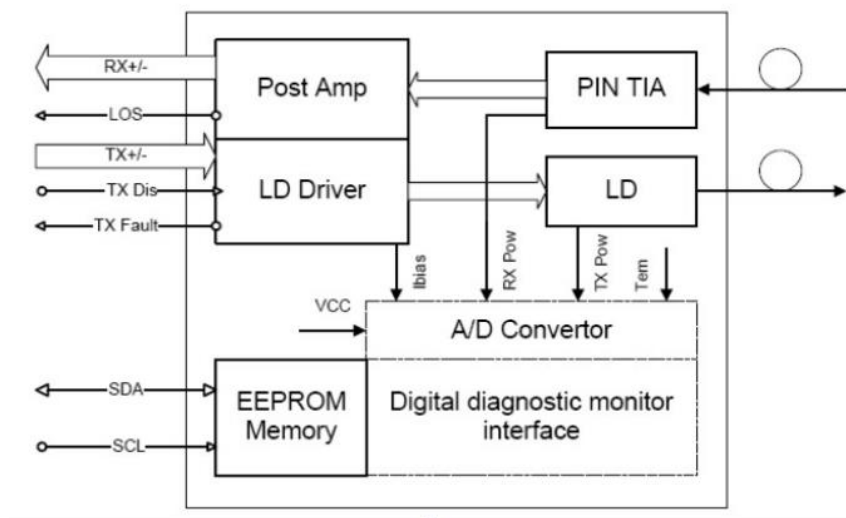 RX+/-
Post Amp
PIN TIA
LOS
TX+/-
TX Dis
LD Driver
LD
TX Fault
Ibias
RX Pow
TX Pow
Tem
VCC
A/D Convertor
SDA
EEPROM
Memory
Digital diagnostic monitor
interface
SCL